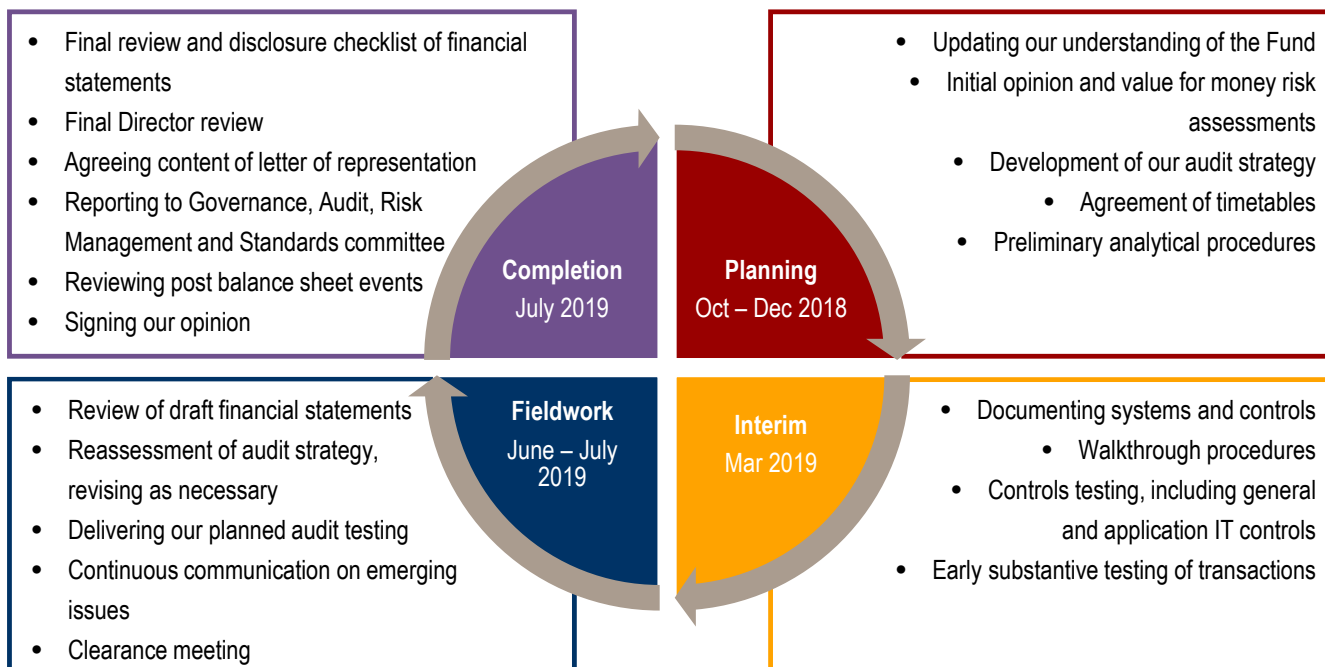 • Final review and disclosure checklist of financial
statements
• Final Director review
• Agreeing content of letter of representation
• Reporting to Governance, Audit, Risk
Management and Standards committee
• Reviewing post balance sheet events
• Signing our opinion
Completion
July 2019
Planning
Oct – Dec 2018
• Updating our understanding of the Fund
• Initial opinion and value for money risk
assessments
• Development of our audit strategy
• Agreement of timetables
• Preliminary analytical procedures
• Review of draft financial statements
• Reassessment of audit strategy,
revising as necessary
• Delivering our planned audit testing
• Continuous communication on emerging
issues
• Clearance meeting
Fieldwork
June – July
2019
Interim
Mar 2019
• Documenting systems and controls
• Walkthrough procedures
• Controls testing, including general
and application IT controls
• Early substantive testing of transactions